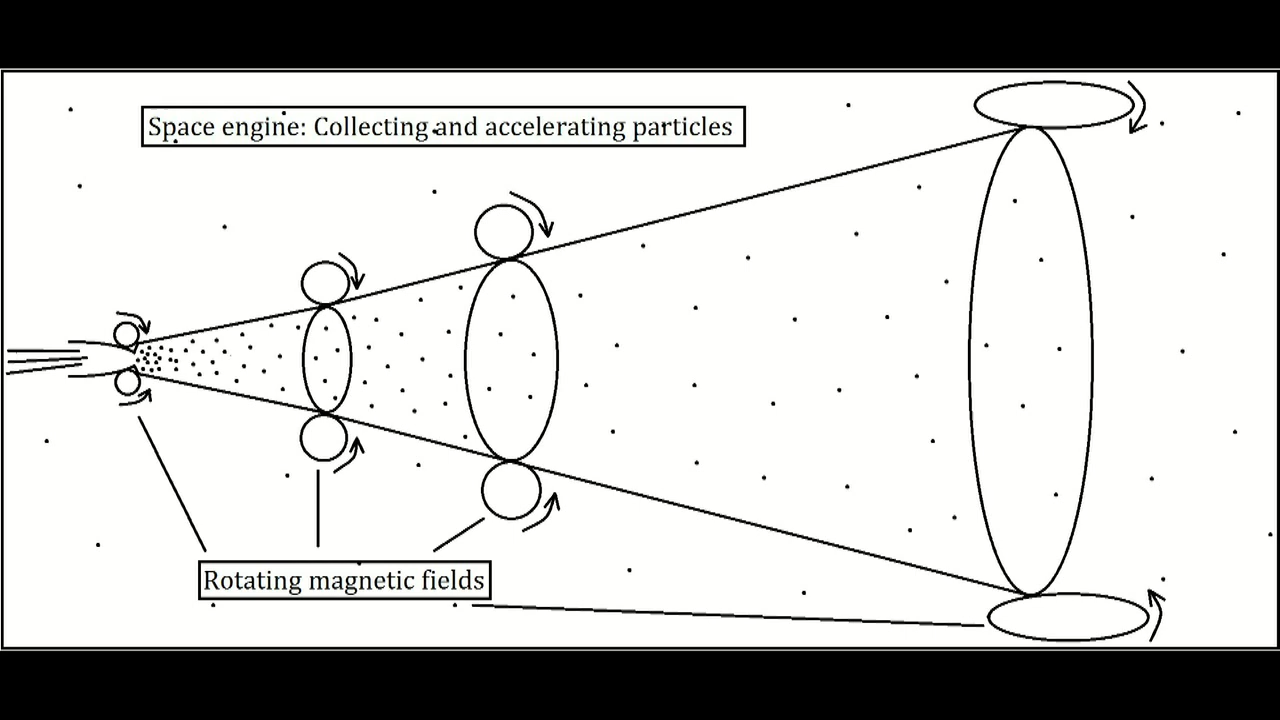 Space engine: Collecting and accelerating particles
Rotating magnetic fields